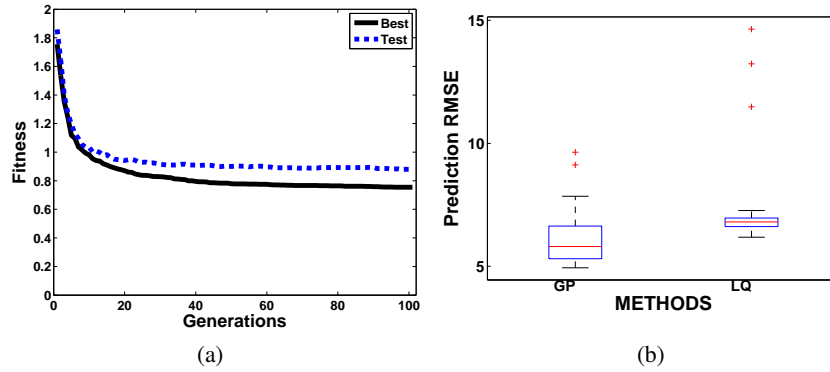 2
1.8
1.6
1.4
1.2
1
0.8
0.6
0.4
0.2
0
Fitness
Best
Test
0 20 40 60 80 100
Generations
(a)
15
10
5
Prediction RMSE
GP LQ
METHODS
(b)